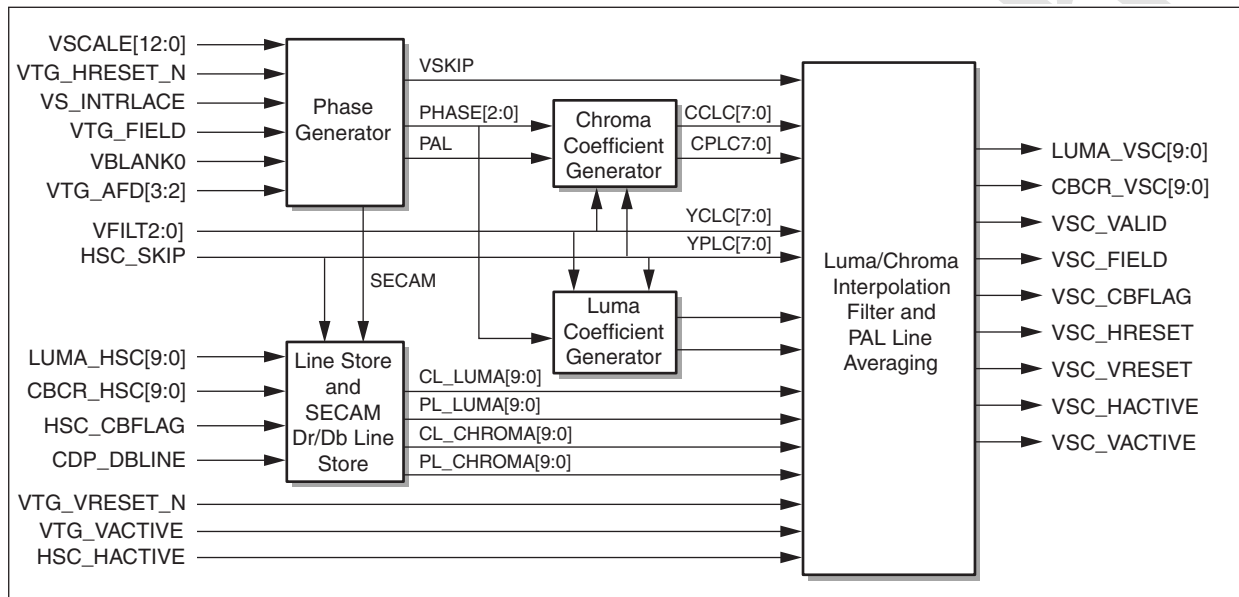 VSCALE[12:0]
VTG_HRESET_N
VS_INTRLACE
VTG_FIELD
VBLANK0
VTG_AFD[3:2]
VFILT2:0]
HSC_SKIP
LUMA_HSC[9:0]
CBCR_HSC[9:0]
HSC_CBFLAG
CDP_DBLINE
VTG_VRESET_N
VTG_VACTIVE
HSC_HACTIVE
Phase
Generator
VSKIP
PHASE[2:0]
PAL
SECAM
Line Store
and
SECAM
Dr/Db Line
Store
Chroma
Coefficient
Generator
Luma
Coefficient
Generator
CCLC[7:0]
CPLC7:0]
YCLC[7:0]
YPLC[7:0]
CL_LUMA[9:0]
PL_LUMA[9:0]
CL_CHROMA[9:0]
PL_CHROMA[9:0]
Luma/Chroma
Interpolation
Filter and
PAL Line
Averaging
LUMA_VSC[9:0]
CBCR_VSC[9:0]
VSC_VALID
VSC_FIELD
VSC_CBFLAG
VSC_HRESET
VSC_VRESET
VSC_HACTIVE
VSC_VACTIVE